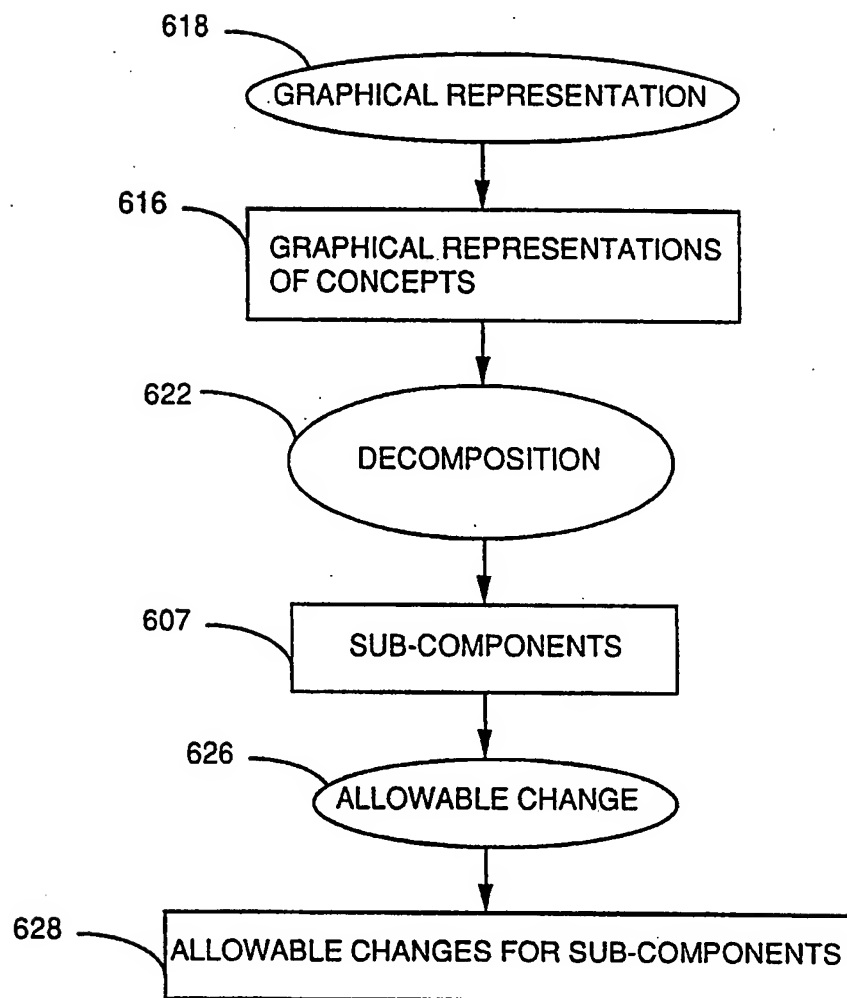 618
GRAPHICAL REPRESENTATION
616
GRAPHICAL REPRESENTATIONS
OF CONCEPTS
622
DECOMPOSITION
607
SUB-COMPONENTS
626
ALLOWABLE CHANGE
628
ALLOWABLE CHANGES FOR SUB-COMPONENTS